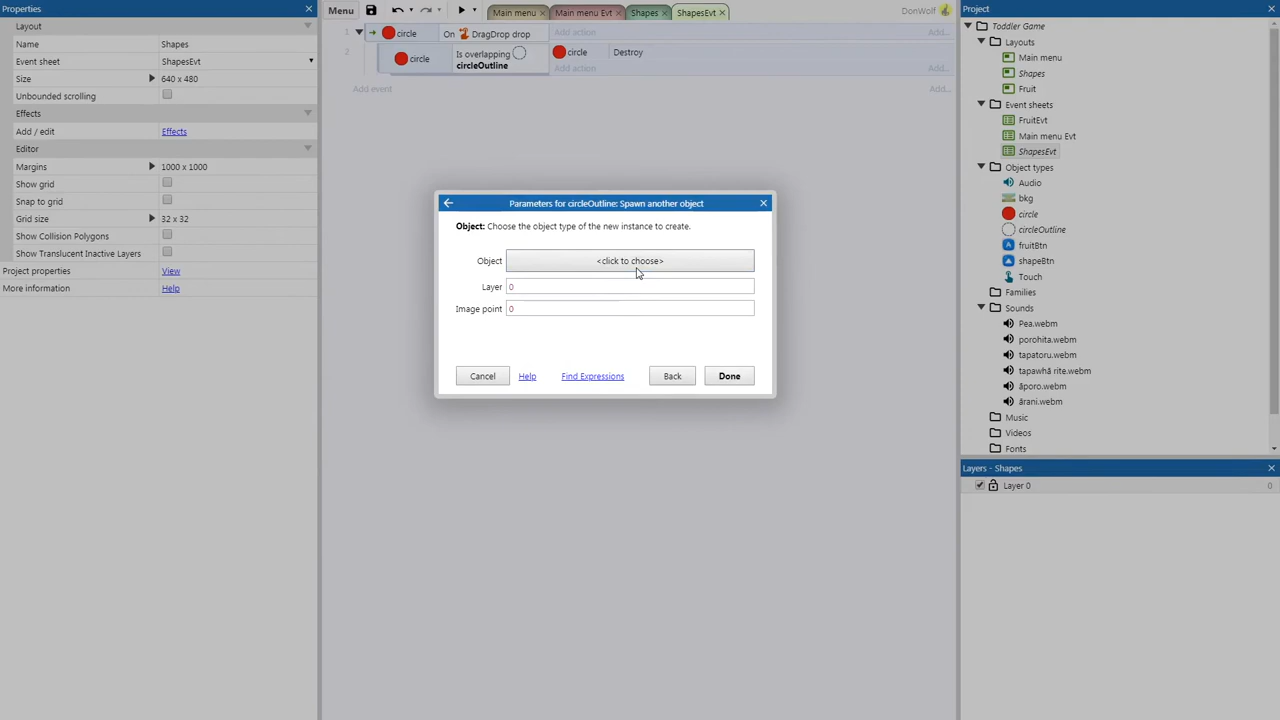 Properties
Layout
Name Shapes
Event sheet ShapesEvt
Size 640 x 480
Unbounded scrolling
Effects
Add / edit Effects
Editor
Margins 1000 x 1000
Show grid
Snap to grid
Grid size 32 x 32
Show Collision Polygons
Show Translucent Inactive Layers
Project properties View
More information Help
Menu
Main menu
Main menu Evt
Shapes
ShapesEvt
DonWolf
1 circle On DragDrop drop Add action Add...
2 circle Is overlapping circleOutline circle Destroy
Add action Add...
Add event Add...
Parameters for circleOutline: Spawn another object
Object: Choose the object type of the new instance to create.
Object <click to choose>
Layer 0
Image point 0
Cancel Help Find Expressions Back Done
Project
Toddler Game
Layouts
Main menu
Shapes
Fruit
Event sheets
FruitEvt
Main menu Evt
ShapesEvt
Object types
Audio
bkg
circle
circleOutline
fruitBtn
shapeBtn
Touch
Families
Sounds
Pea.webm
porohita.webm
tapatoru.webm
tapawhā rite.webm
āporo.webm
ārani.webm
Music
Videos
Fonts
Layers - Shapes
Layer 0 0